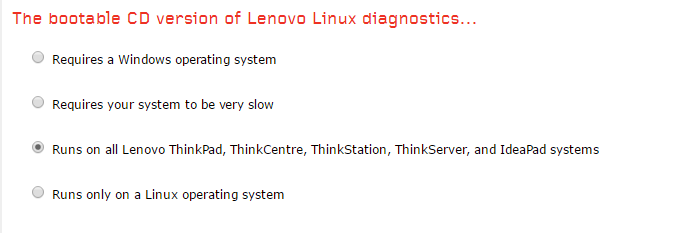 The bootable CD version of Lenovo Linux diagnostics...
Requires a Windows operating system
Requires your system to be very slow
Runs on all Lenovo ThinkPad, ThinkCentre, ThinkStation, ThinkServer, and IdeaPad systems
Runs only on a Linux operating system